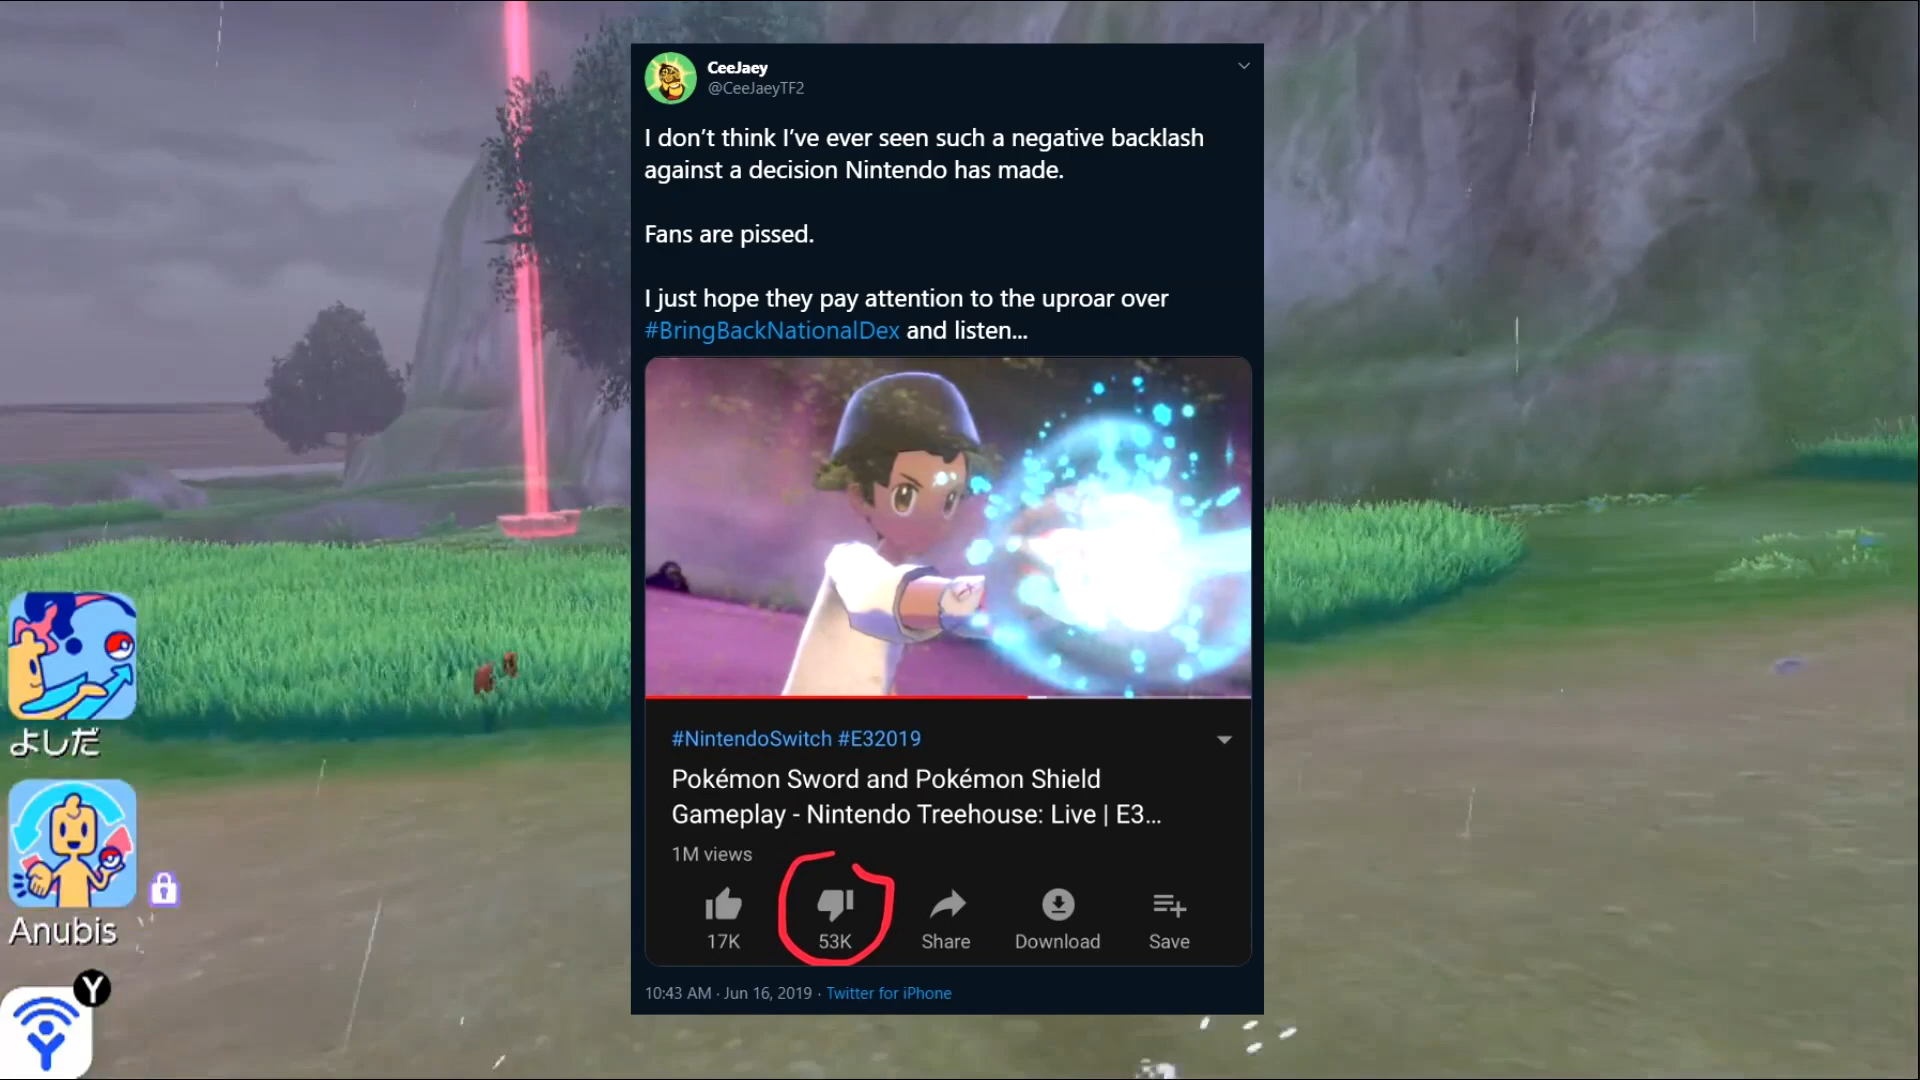 CeeJaey
@CeeJaeyTF2
I don’t think I’ve ever seen such a negative backlash
against a decision Nintendo has made.
Fans are pissed.
I just hope they pay attention to the uproar over
#BringBackNationalDex and listen...
#NintendoSwitch #E32019
Pokémon Sword and Pokémon Shield
Gameplay - Nintendo Treehouse: Live | E3...
1M views
17K
53K
Share
Download
Save
10:43 AM · Jun 16, 2019 · Twitter for iPhone
よしだ
Anubis
Y